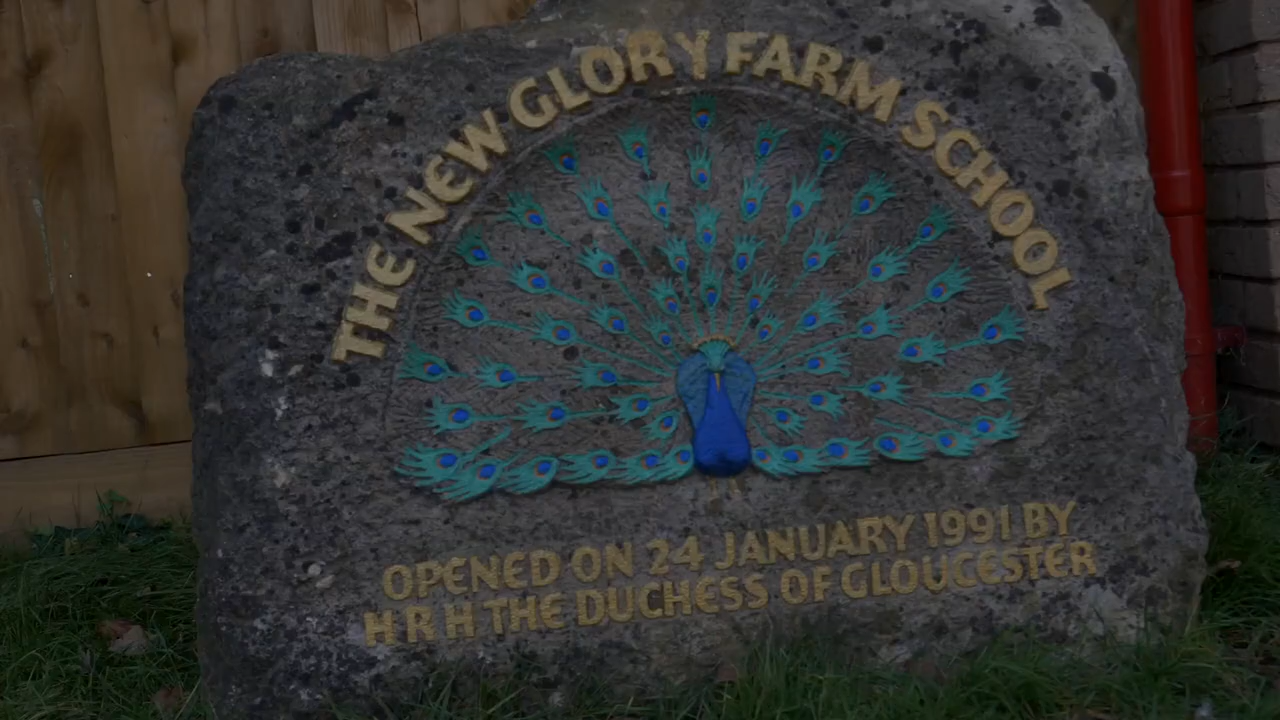 THE NEW GLORY FARM SCHOOL
OPENED ON 24 JANUARY 1991 BY
H R H THE DUCHESS OF GLOUCESTER